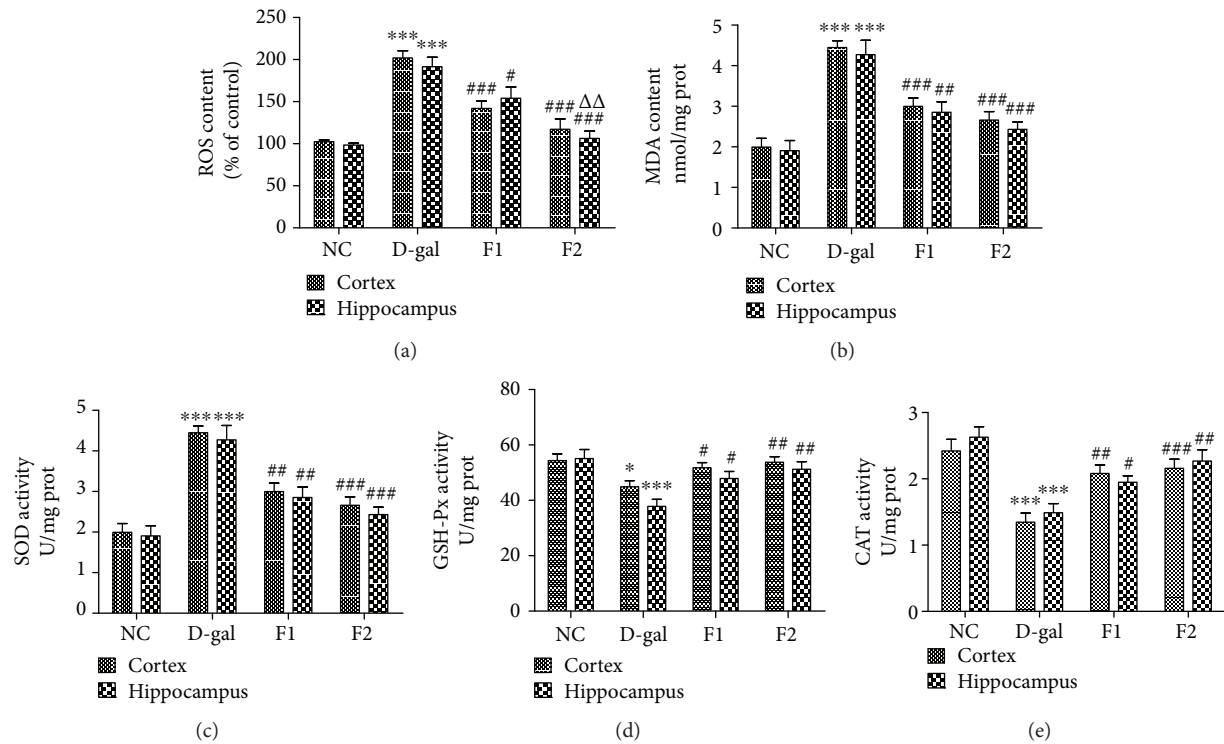 250
200
150
100
50
0
ROS content
(% of control)
***
***
###
#
###
ΔΔ
###
NC
D-gal
F1
F2
Cortex
Hippocampus
(a)
5
4
3
2
1
0
MDA content
nmol/mg prot
***
***
###
##
###
###
NC
D-gal
F1
F2
Cortex
Hippocampus
(b)
5
4
3
2
1
0
SOD activity
U/mg prot
***
***
##
##
###
###
NC
D-gal
F1
F2
Cortex
Hippocampus
(c)
80
60
40
60
0
GSH-Px activity
U/mg prot
*
***
#
#
##
##
NC
D-gal
F1
F2
Cortex
Hippocampus
(d)
3
2
1
0
CAT activity
U/mg prot
***
***
##
#
###
##
NC
D-gal
F1
F2
Cortex
Hippocampus
(e)